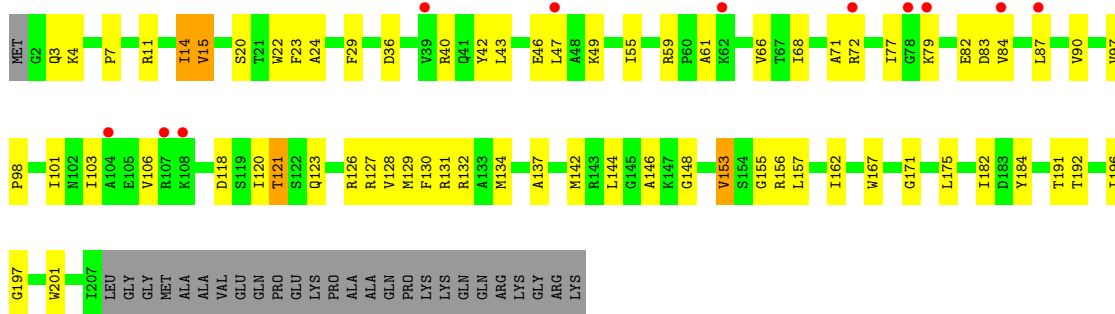 MET G2 Q3 K4 P7 R11 I14 V15 S20 T21 W22 F23 A24 F29 D36 V39 R40 Q41 Y42 L43 E46 L47 A48 K49 I55 R59 P60 A61 K62 V66 T67 I68 A71 R72 I77 G78 K79 E82 D83 V84 L87 V90 V97
P98 I101 N102 I103 A104 E105 V106 R107 K108 D118 S119 I120 T121 S122 Q123 R126 R127 V128 M129 F130 R131 R132 A133 M134 A137 M142 R143 L144 G145 A146 K147 G148 V153 S154 G155 R156 L157 I162 W167 G171 L175 I182 D183 Y184 T191 T192 I196
G197 W201 I207 LEU GLY GLY MET ALA ALA VAL GLU GLN PRO GLU LYS PRO ALA ALA GLN PRO LYS LYS GLN GLN ARG LYS GLY ARG LYS